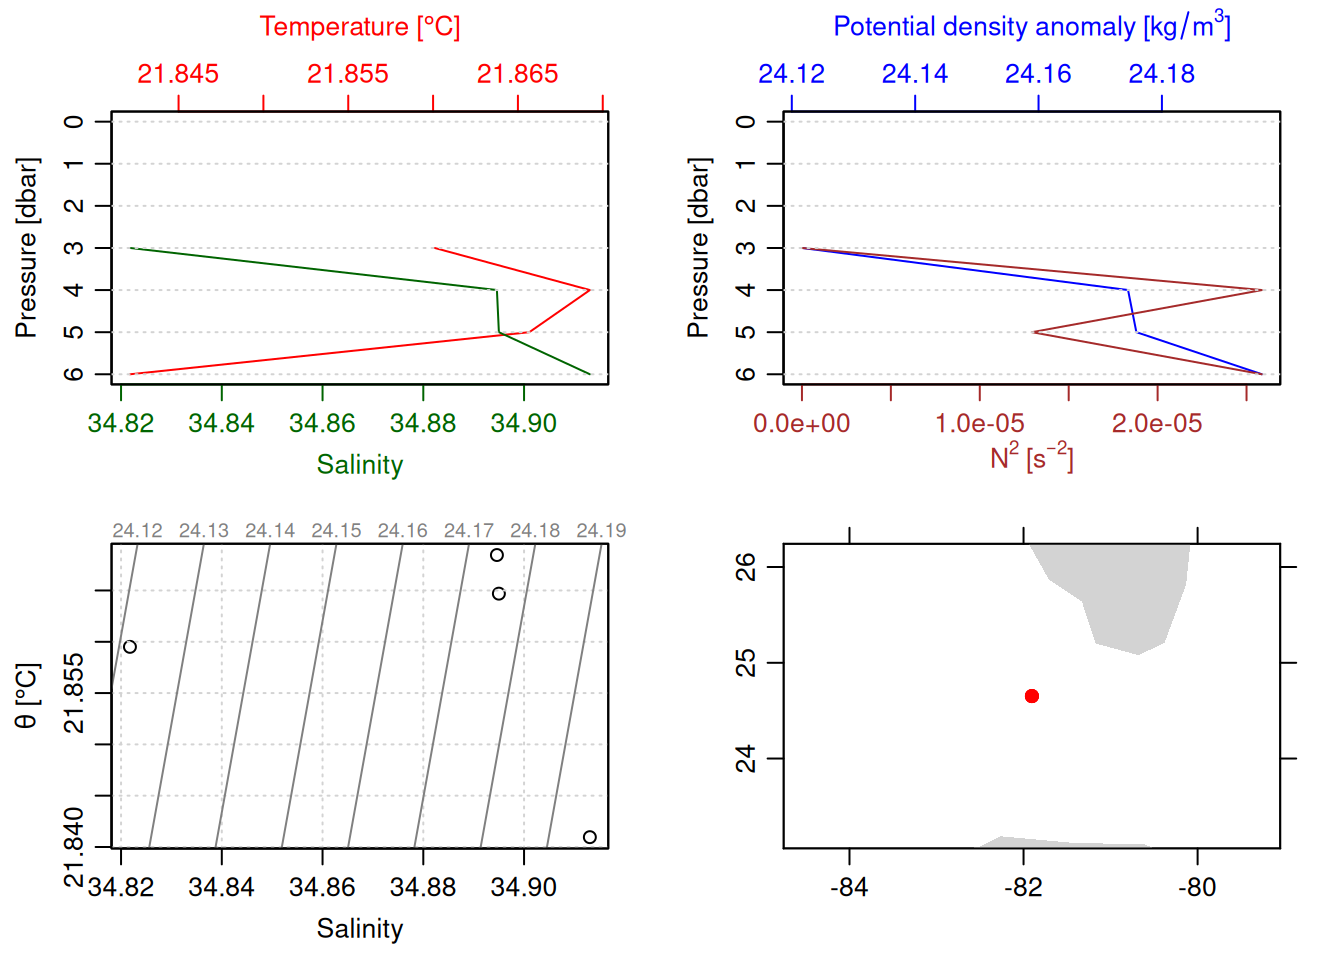 Temperature [°C]
21.845 21.855 21.865
Pressure [dbar]
0
1
2
3
4
5
6
34.82 34.84 34.86 34.88 34.90
Salinity
Potential density anomaly [kg/m³]
24.12 24.14 24.16 24.18
Pressure [dbar]
0
1
2
3
4
5
6
0.0e+00 1.0e-05 2.0e-05
N² [s⁻²]
24.12 24.13 24.14 24.15 24.16 24.17 24.18 24.19
θ [°C]
21.855
21.840
34.82 34.84 34.86 34.88 34.90
Salinity
26
25
24
-84 -82 -80